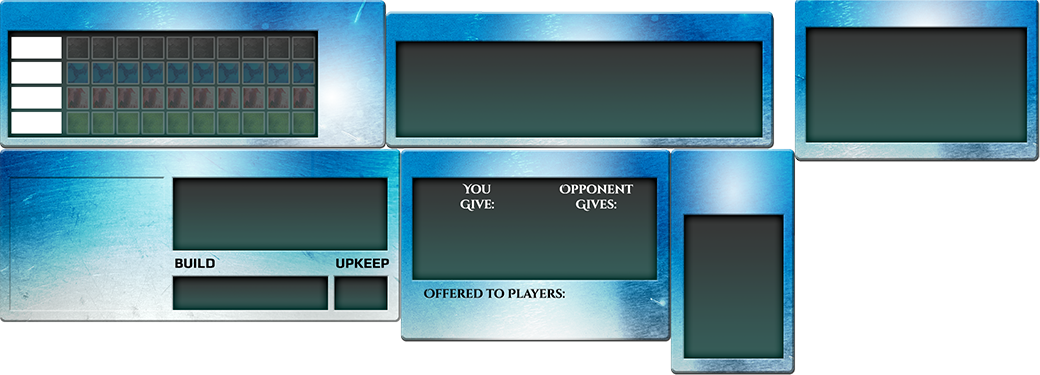 YOU
GIVE:
OPPONENT
GIVES:
BUILD
UPKEEP
OFFERED TO PLAYERS: